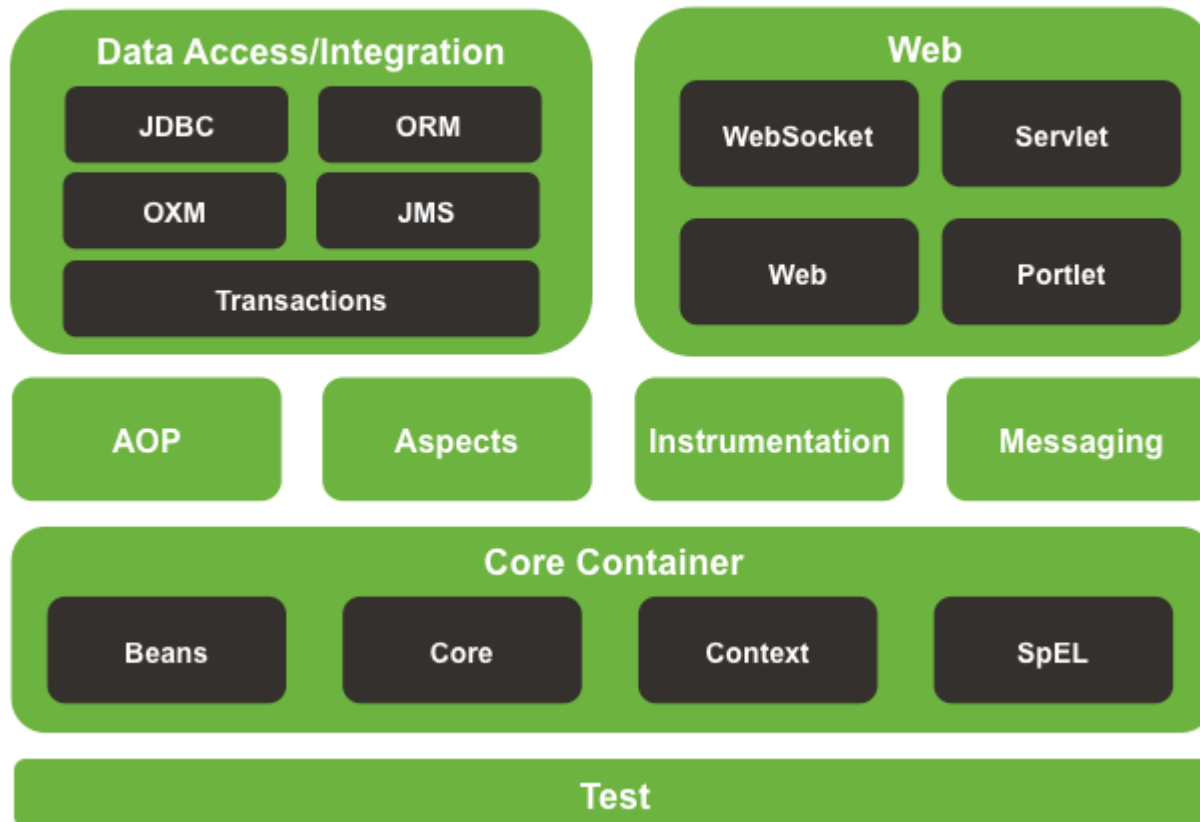 Data Access/Integration
JDBC
ORM
OXM
JMS
Transactions
Web
WebSocket
Servlet
Web
Portlet
AOP
Aspects
Instrumentation
Messaging
Core Container
Beans
Core
Context
SpEL
Test